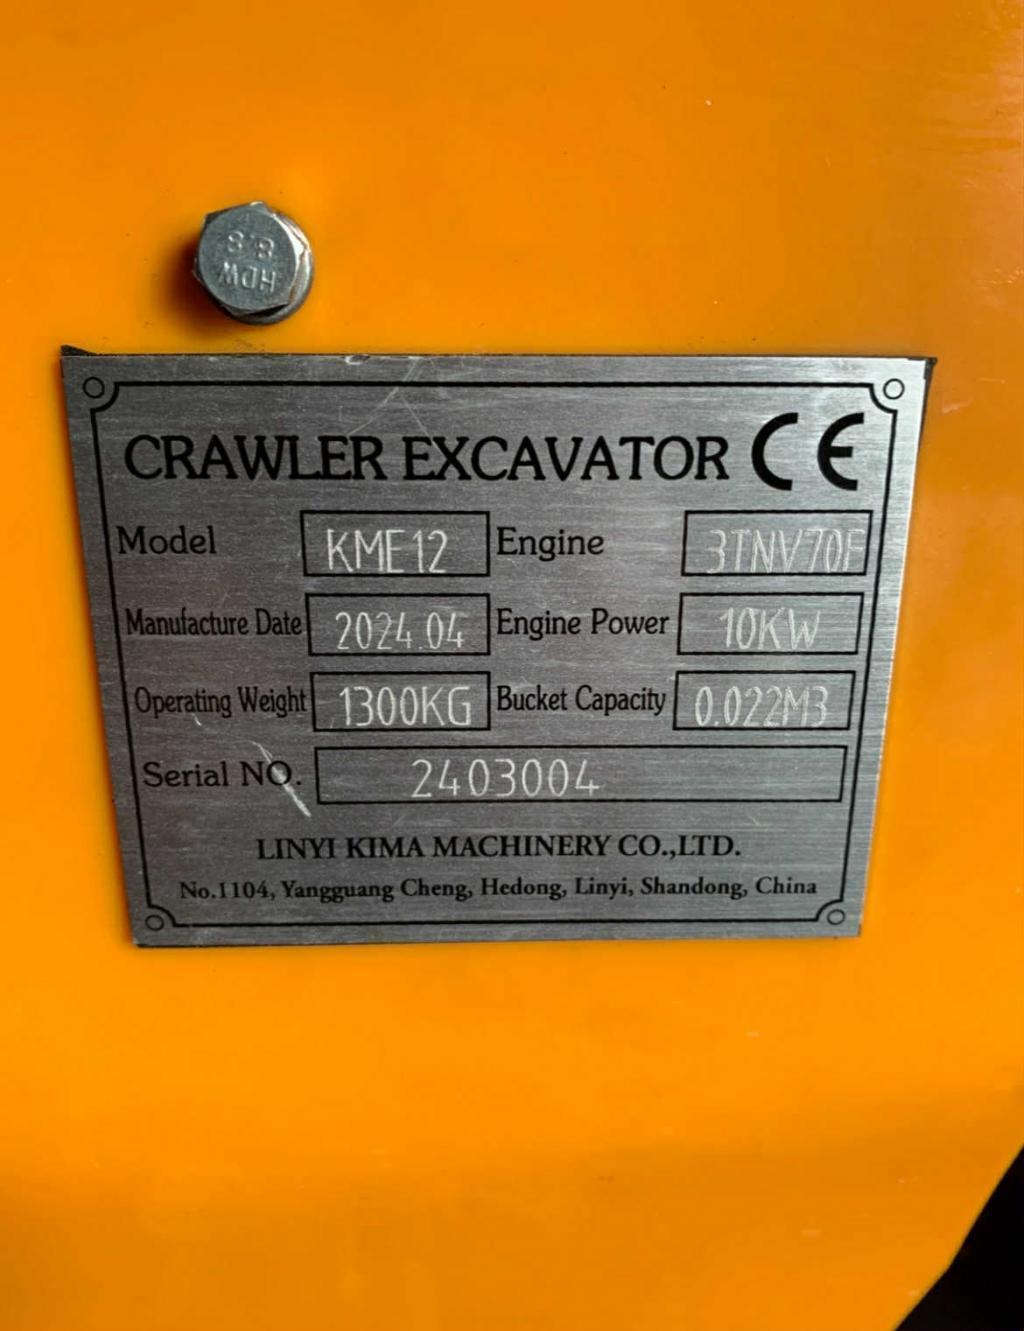 8.8
HDW
CRAWLER EXCAVATOR CE
Model KME12 Engine 3TNV70F
Manufacture Date 2024.04 Engine Power 10KW
Operating Weight 1300KG Bucket Capacity 0.022M3
Serial NO. 2403004
LINYI KIMA MACHINERY CO.,LTD.
No.1104, Yangguang Cheng, Hedong, Linyi, Shandong, China